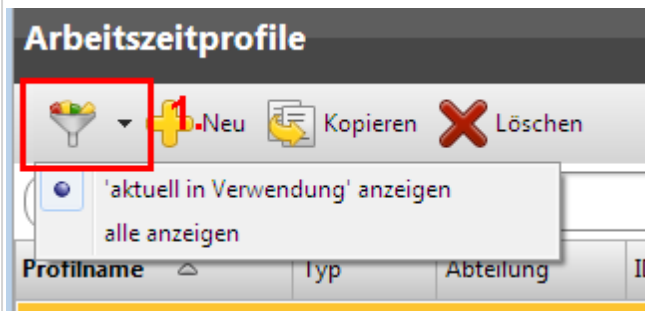 Arbeitszeitprofile
1. Neu Kopieren Löschen
'aktuell in Verwendung' anzeigen
alle anzeigen
Profilname Typ Abteilung